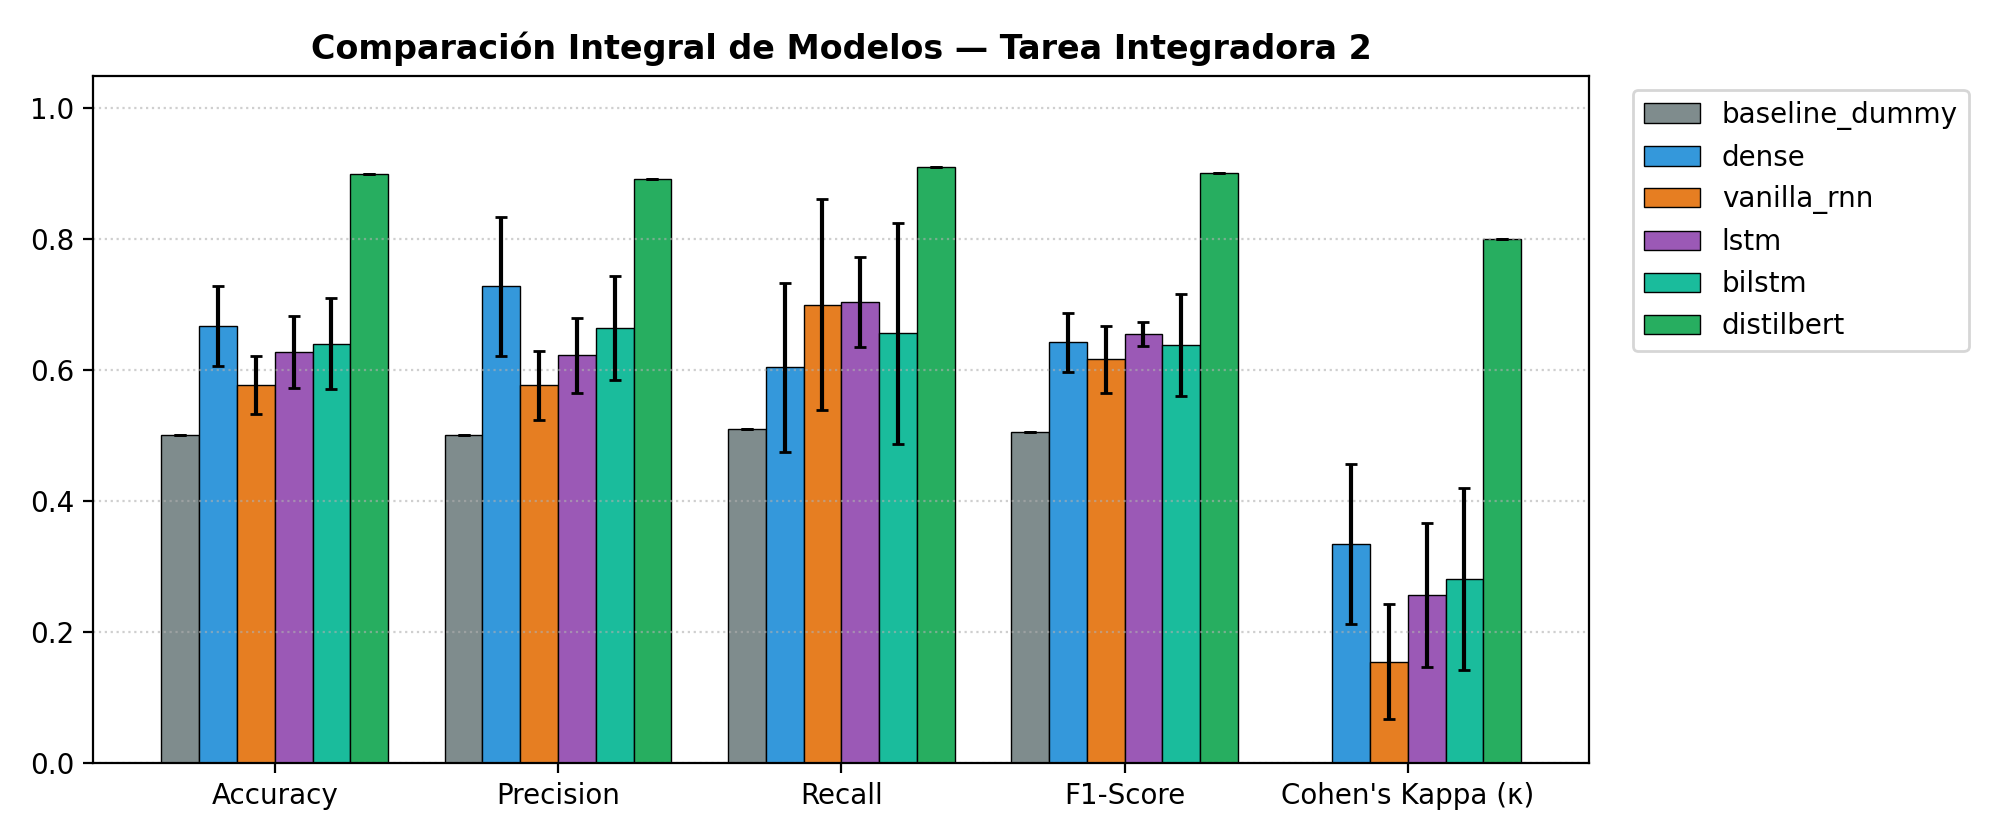 Comparación Integral de Modelos — Tarea Integradora 2
1.0
0.8
0.6
0.4
0.2
0.0
Accuracy
Precision
Recall
F1-Score
Cohen's Kappa (κ)
baseline_dummy
dense
vanilla_rnn
lstm
bilstm
distilbert